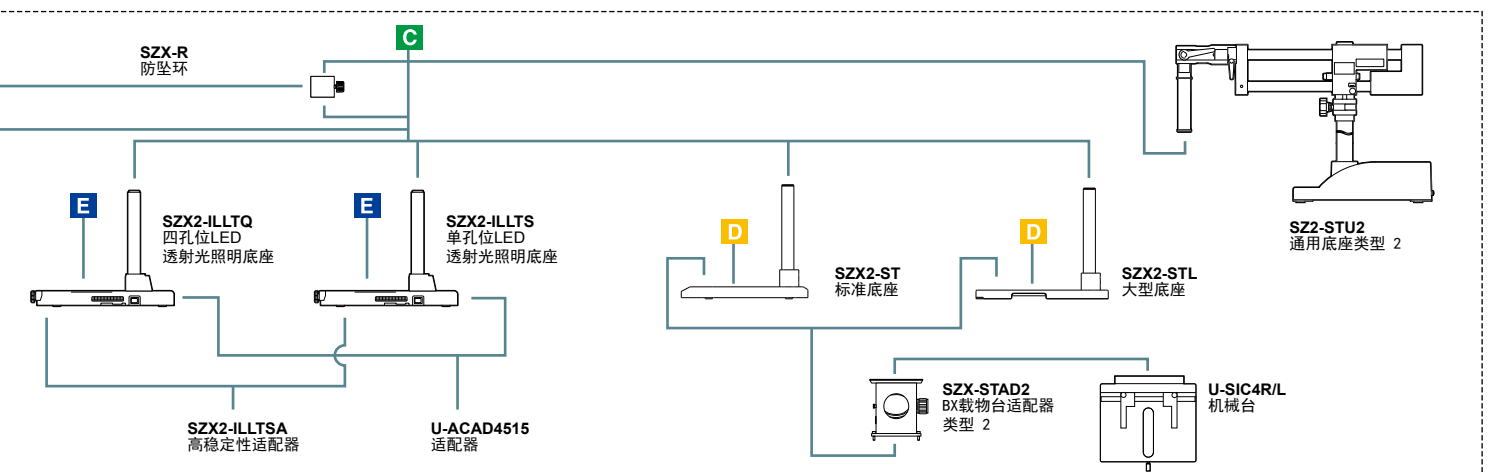 SZX-R
防坠环
C
E
SZX2-ILLTQ
四孔位LED
透射光照明底座
E
SZX2-ILLTS
单孔位LED
透射光照明底座
D
SZX2-ST
标准底座
D
SZX2-STL
大型底座
SZ2-STU2
通用底座类型 2
SZX2-ILLTSA
高稳定性适配器
U-ACAD4515
适配器
SZX-STAD2
BX载物台适配器
类型 2
U-SIC4R/L
机械台